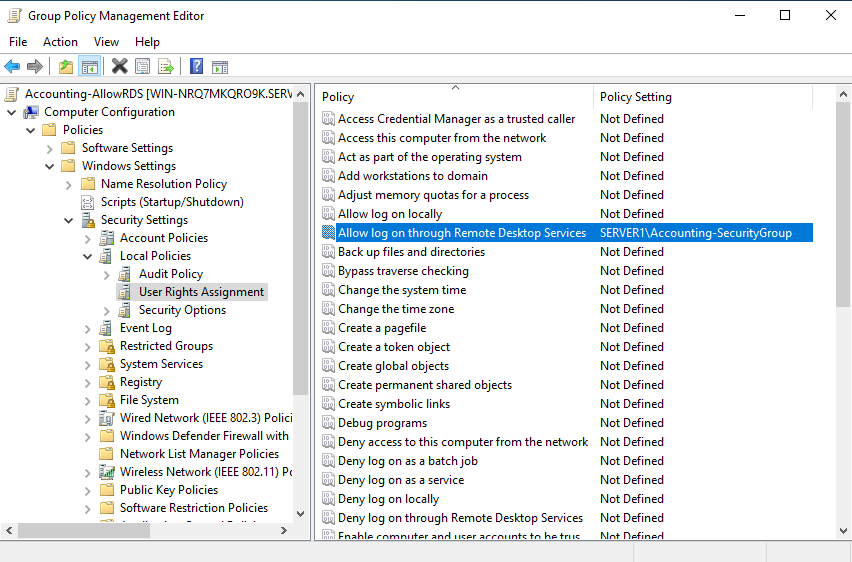 Group Policy Management Editor
File Action View Help
Accounting-AllowRDS [WIN-NRQ7MKQRO9K.SERV
Computer Configuration
Policies
Software Settings
Windows Settings
Name Resolution Policy
Scripts (Startup/Shutdown)
Security Settings
Account Policies
Local Policies
Audit Policy
User Rights Assignment
Security Options
Event Log
Restricted Groups
System Services
Registry
File System
Wired Network (IEEE 802.3) Polici
Windows Defender Firewall with
Network List Manager Policies
Wireless Network (IEEE 802.11) Po
Public Key Policies
Software Restriction Policies
Policy Policy Setting
Access Credential Manager as a trusted caller Not Defined
Access this computer from the network Not Defined
Act as part of the operating system Not Defined
Add workstations to domain Not Defined
Adjust memory quotas for a process Not Defined
Allow log on locally Not Defined
Allow log on through Remote Desktop Services SERVER1\Accounting-SecurityGroup
Back up files and directories Not Defined
Bypass traverse checking Not Defined
Change the system time Not Defined
Change the time zone Not Defined
Create a pagefile Not Defined
Create a token object Not Defined
Create global objects Not Defined
Create permanent shared objects Not Defined
Create symbolic links Not Defined
Debug programs Not Defined
Deny access to this computer from the network Not Defined
Deny log on as a batch job Not Defined
Deny log on as a service Not Defined
Deny log on locally Not Defined
Deny log on through Remote Desktop Services Not Defined
Enable computer and user accounts to be trus Not Defined